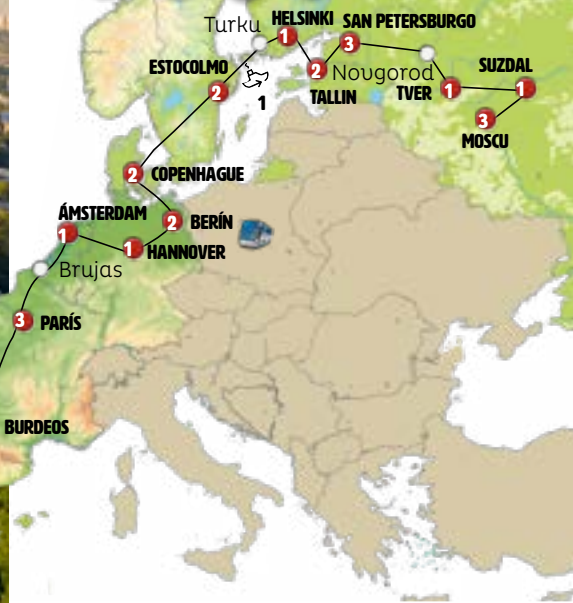 Turku
HELSINKI
1
SAN PETERSBURGO
3
ESTOCOLMO
2
1
2
TALLIN
Nougorod
TVER
1
SUZDAL
1
3
MOSCU
2
COPENHAGUE
ÁMSTERDAM
1
2
BERÍN
1
HANNOVER
Brujas
3
PARÍS
BURDEOS